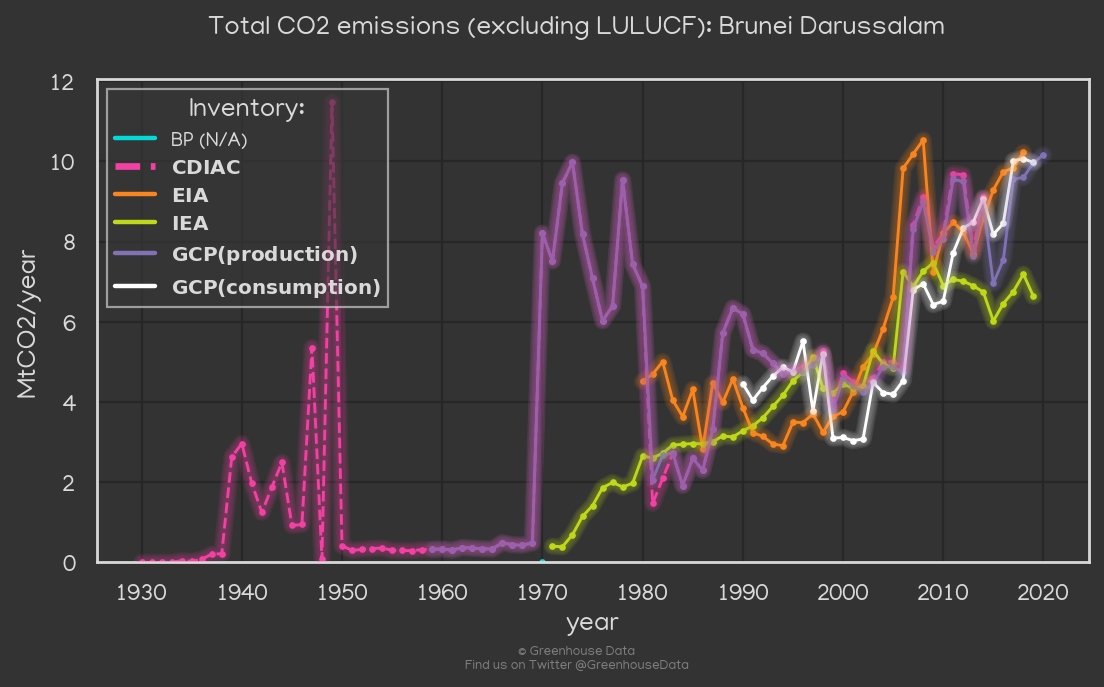 Total CO2 emissions (excluding LULUCF): Brunei Darussalam
Inventory:
BP (N/A)
CDIAC
EIA
IEA
GCP(production)
GCP(consumption)
MtCO2/year
12
10
8
6
4
2
0
1930 1940 1950 1960 1970 1980 1990 2000 2010 2020
year
© Greenhouse Data
Find us on Twitter @GreenhouseData